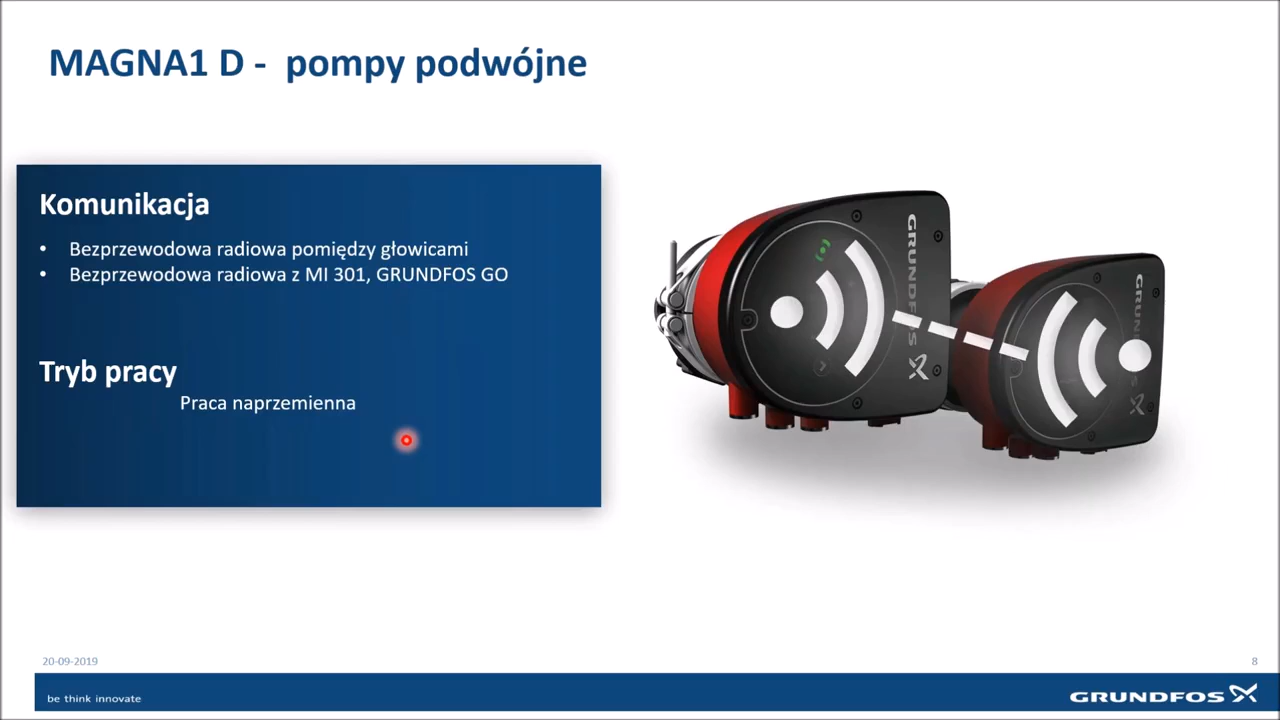 MAGNA1 D - pompy podwójne
Komunikacja
• Bezprzewodowa radiowa pomiędzy głowicami
• Bezprzewodowa radiowa z MI 301, GRUNDFOS GO
Tryb pracy
Praca naprzemienna
GRUNDFOS
GRUNDFOS
20-09-2019
8
be think innovate
GRUNDFOS